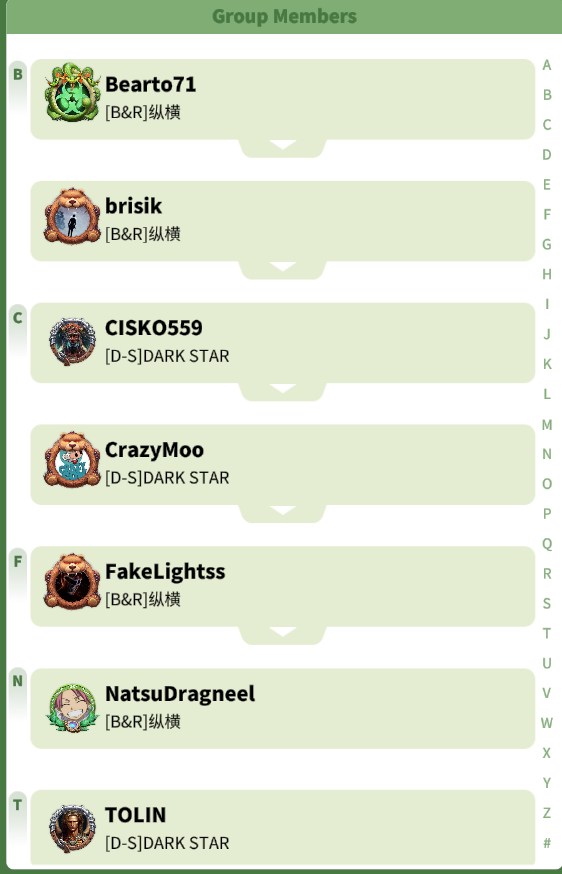 Group Members
B
Bearto71
[B&R]纵横
brisik
[B&R]纵横
C
CISKO559
[D-S]DARK STAR
CrazyMoo
[D-S]DARK STAR
F
FakeLightss
[B&R]纵横
N
NatsuDragneel
[B&R]纵横
T
TOLIN
[D-S]DARK STAR
A
B
C
D
E
F
G
H
I
J
K
L
M
N
O
P
Q
R
S
T
U
V
W
X
Y
Z
#